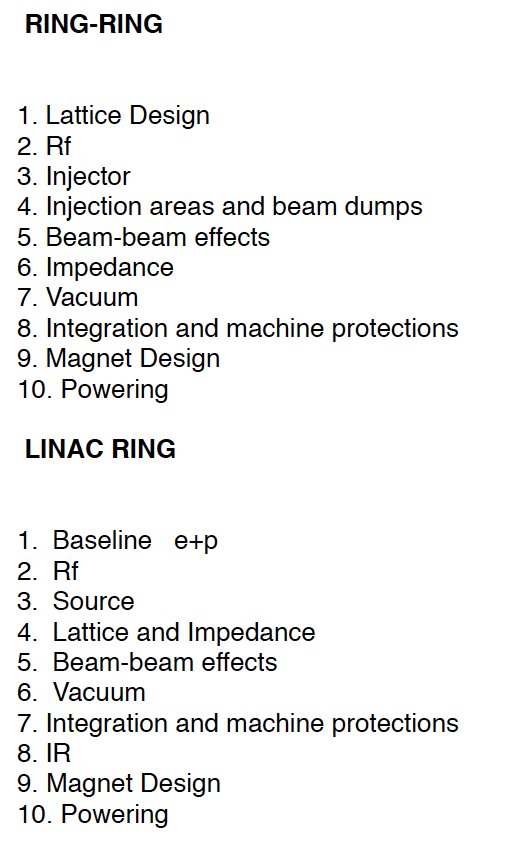 RING-RING
1. Lattice Design
2. Rf
3. Injector
4. Injection areas and beam dumps
5. Beam-beam effects
6. Impedance
7. Vacuum
8. Integration and machine protections
9. Magnet Design
10. Powering
LINAC RING
1. Baseline e+p
2. Rf
3. Source
4. Lattice and Impedance
5. Beam-beam effects
6. Vacuum
7. Integration and machine protections
8. IR
9. Magnet Design
10. Powering